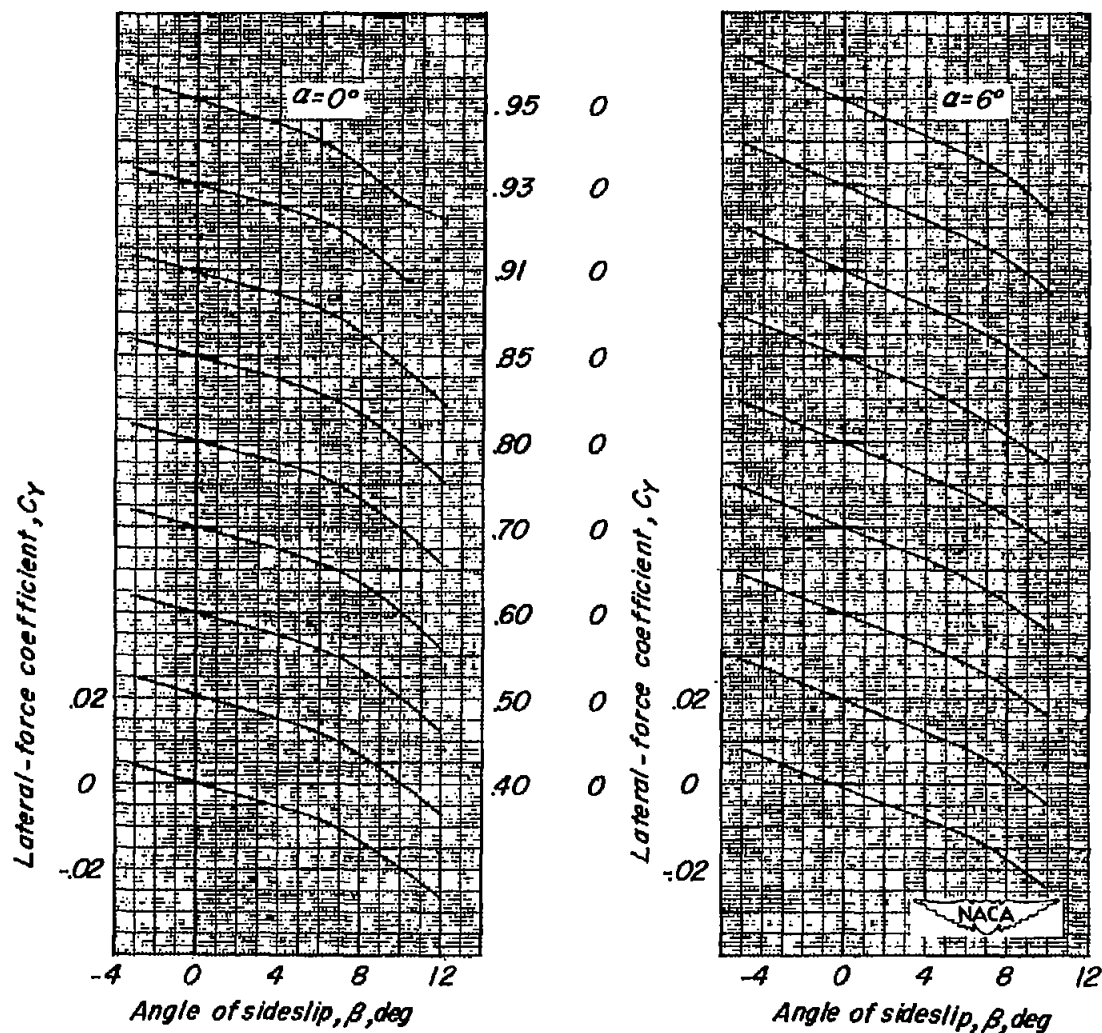 α=0°
α=6°
.95 0
.93 0
.91 0
.85 0
.80 0
.70 0
.60 0
.50 0
.40 0
Lateral-force coefficient, Cγ
.02
0
-.02
-4 0 4 8 12
Angle of sideslip, β, deg
Lateral-force coefficient, Cγ
.02
0
-.02
-4 0 4 8 12
Angle of sideslip, β, deg
NACA